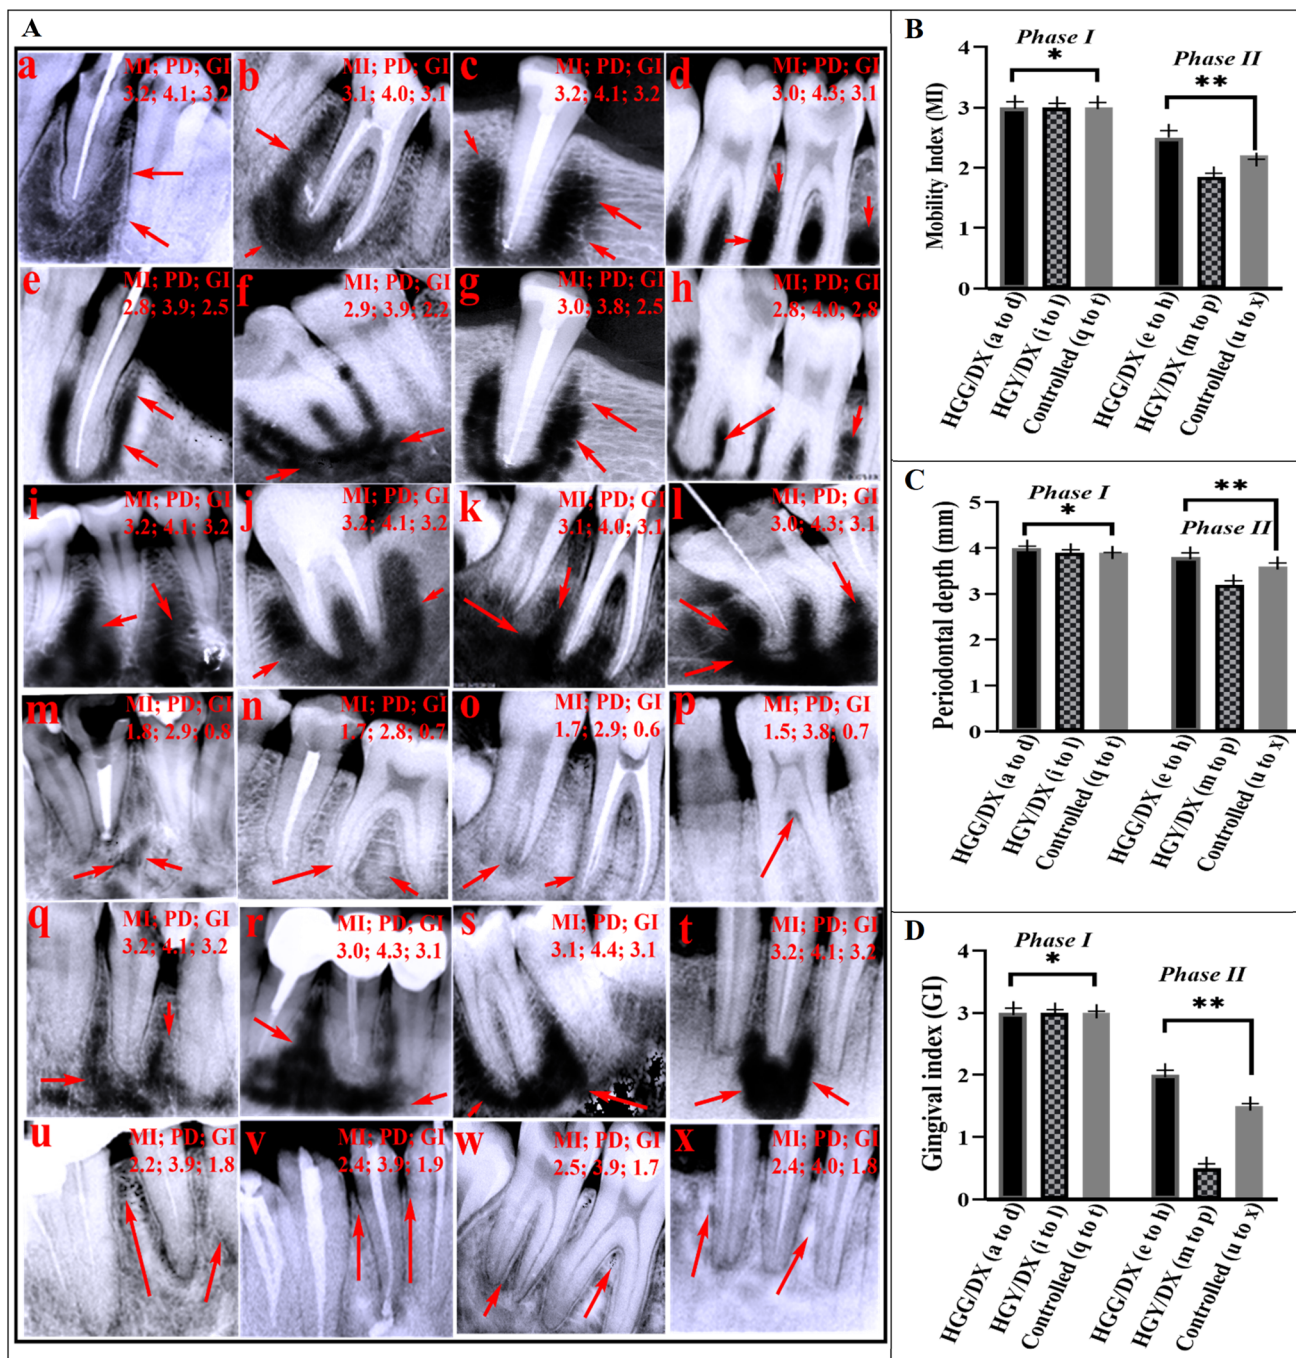 A
a
MI; PD; GI
3.2; 4.1; 3.2
b
MI; PD; GI
3.1; 4.0; 3.1
c
MI; PD; GI
3.2; 4.1; 3.2
d
MI; PD; GI
3.0; 4.3; 3.1
e
MI; PD; GI
2.8; 3.9; 2.5
f
MI; PD; GI
2.9; 3.9; 2.2
g
MI; PD; GI
3.0; 3.8; 2.5
h
MI; PD; GI
2.8; 4.0; 2.8
i
MI; PD; GI
3.2; 4.1; 3.2
j
MI; PD; GI
3.2; 4.1; 3.2
k
MI; PD; GI
3.1; 4.0; 3.1
l
MI; PD; GI
3.0; 4.3; 3.1
m
MI; PD; GI
1.8; 2.9; 0.8
n
MI; PD; GI
1.7; 2.8; 0.7
o
MI; PD; GI
1.7; 2.9; 0.6
p
MI; PD; GI
1.5; 3.8; 0.7
q
MI; PD; GI
3.2; 4.1; 3.2
r
MI; PD; GI
3.0; 4.3; 3.1
s
MI; PD; GI
3.1; 4.4; 3.1
t
MI; PD; GI
3.2; 4.1; 3.2
u
MI; PD; GI
2.2; 3.9; 1.8
v
MI; PD; GI
2.4; 3.9; 1.9
w
MI; PD; GI
2.5; 3.9; 1.7
x
MI; PD; GI
2.4; 4.0; 1.8
B
Phase I
*
Phase II
**
Mobility Index (MI)
4
3
2
1
0
HGG/DX (a to d)
HGY/DX (i to l)
Controlled (q to t)
HGG/DX (e to h)
HGY/DX (m to p)
Controlled (u to x)
C
Phase I
*
**
Phase II
Periodontal depth (mm)
5
4
3
2
1
0
HGG/DX (a to d)
HGY/DX (i to l)
Controlled (q to t)
HGG/DX (e to h)
HGY/DX (m to p)
Controlled (u to x)
D
Phase I
*
Phase II
**
Gingival index (GI)
4
3
2
1
0
HGG/DX (a to d)
HGY/DX (i to l)
Controlled (q to t)
HGG/DX (e to h)
HGY/DX (m to p)
Controlled (u to x)